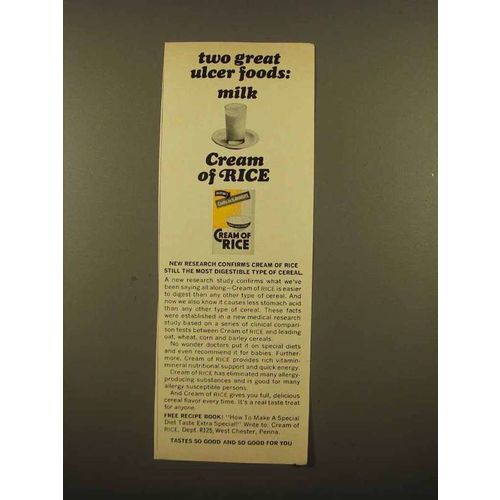 two great
ulcer foods:
milk
Cream
of RICE
CREAM OF
RICE
NEW RESEARCH CONFIRMS CREAM OF RICE
STILL THE MOST DIGESTIBLE TYPE OF CEREAL.
A new research study confirms what we've
been saying all along—Cream of RICE is easier
to digest than any other type of cereal. And
now we also know it causes less stomach acid
than any other type of cereal. These facts
were established in a new medical research
study based on a series of clinical compari-
son tests between Cream of RICE and leading
oat, wheat, corn and barley cereals.
No wonder doctors put it on special diets
and even recommend it for babies. Further-
more, Cream of RICE provides rich vitamin-
mineral nutritional support and quick energy.
Cream of RICE has eliminated many allergy-
producing substances and is good for many
allergy susceptible persons.
And Cream of RICE gives you full, delicious
cereal flavor every time. It's a real taste treat
for anyone.
FREE RECIPE BOOK! "How To Make A Special
Diet Taste Extra Special!" Write to: Cream of
RICE, Dept. R125, West Chester, Penna.
TASTES SO GOOD AND SO GOOD FOR YOU